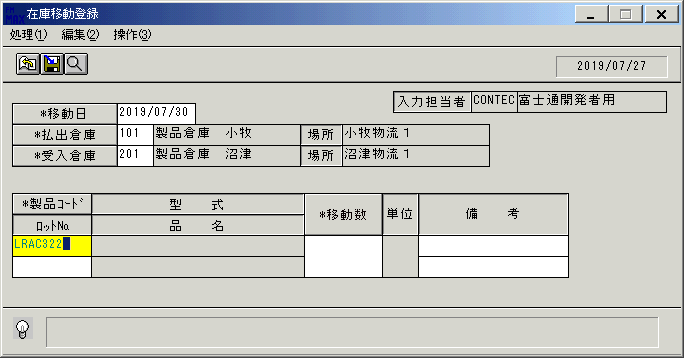 在庫移動登録
処理(1) 編集(2) 操作(3)
2019/07/27
入力担当者 CONTEC 富士通開発者用
*移動日 2019/07/30
*払出倉庫 101 製品倉庫 小牧 場所 小牧物流1
*受入倉庫 201 製品倉庫 沼津 場所 沼津物流1
*製品コード 型 式 *移動数 単位 備 考
ロットNo. 品 名
LRAC322